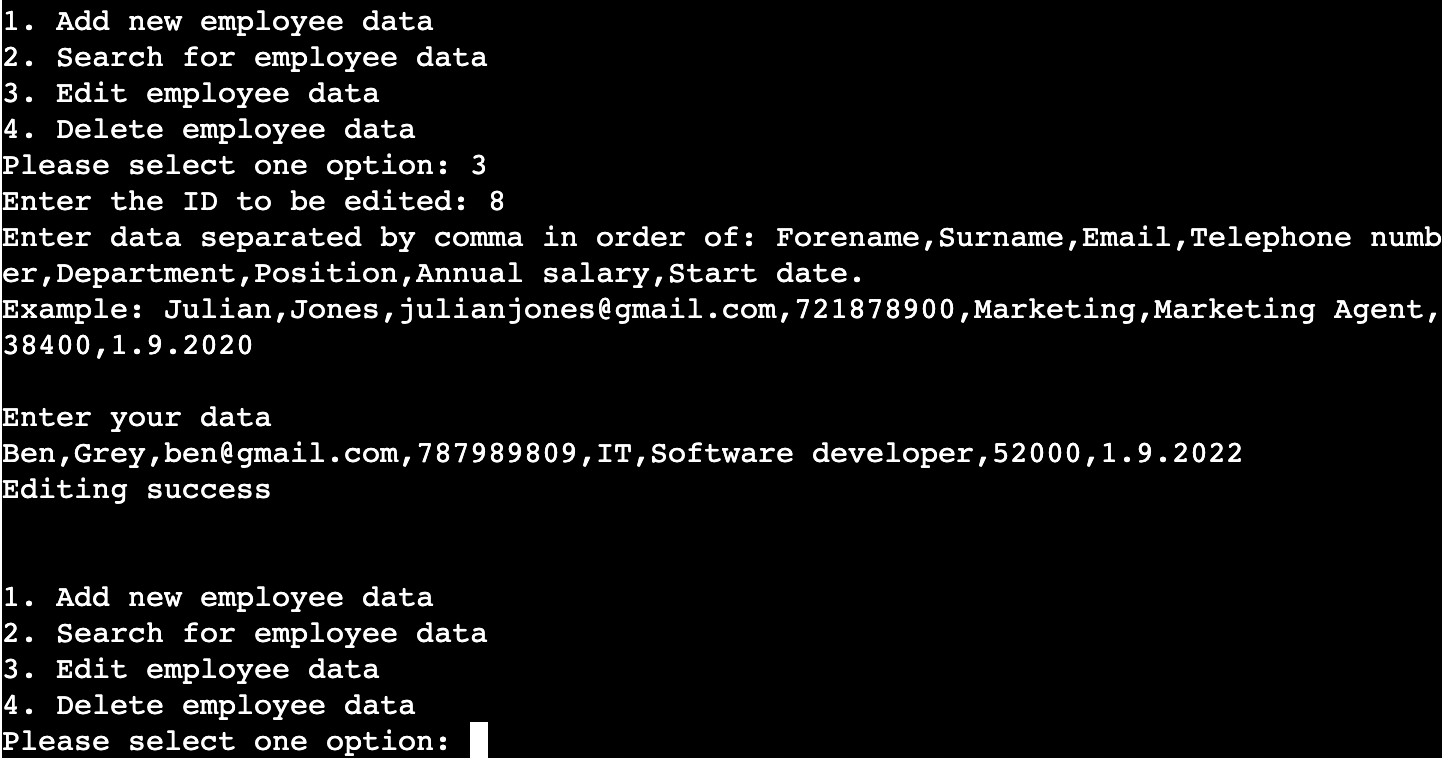 1. Add new employee data
2. Search for employee data
3. Edit employee data
4. Delete employee data
Please select one option: 3
Enter the ID to be edited: 8
Enter data separated by comma in order of: Forename,Surname,Email,Telephone numb
er,Department,Position,Annual salary,Start date.
Example: Julian,Jones,julianjones@gmail.com,721878900,Marketing,Marketing Agent,
38400,1.9.2020
Enter your data
Ben,Grey,ben@gmail.com,787989809,IT,Software developer,52000,1.9.2022
Editing success
1. Add new employee data
2. Search for employee data
3. Edit employee data
4. Delete employee data
Please select one option: